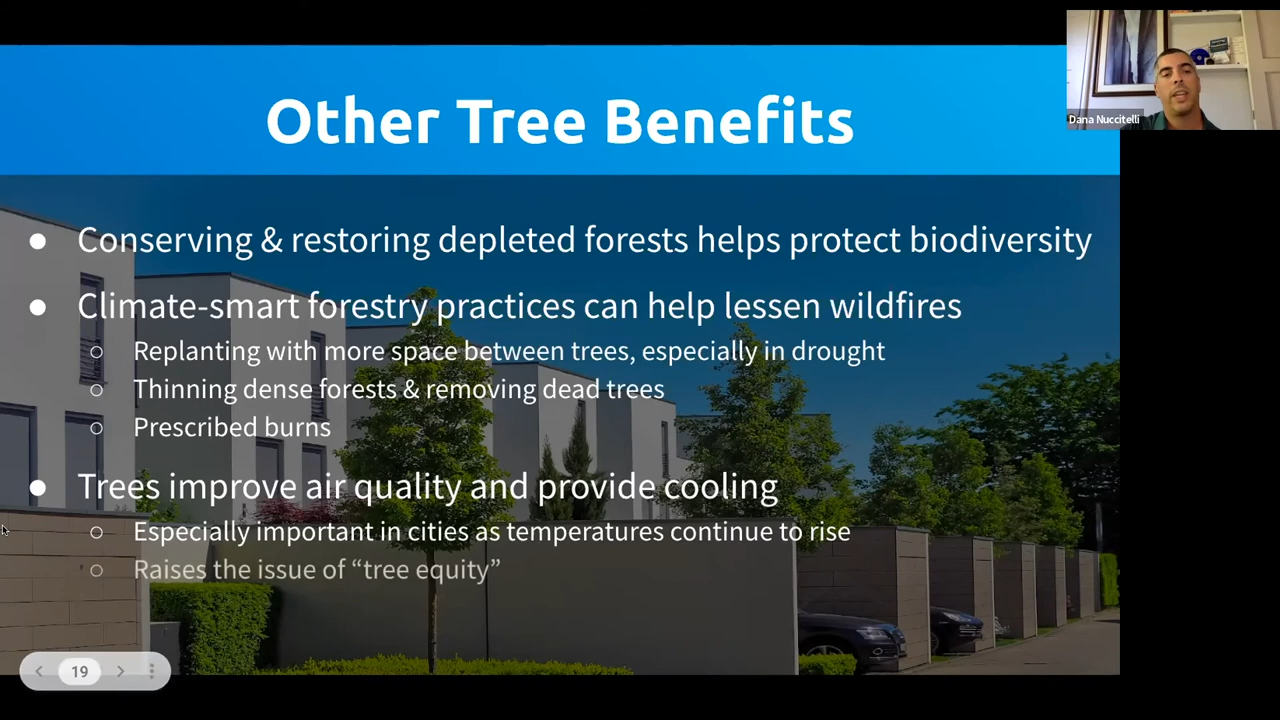 Other Tree Benefits
Dana Nuccitelli
● Conserving & restoring depleted forests helps protect biodiversity
● Climate-smart forestry practices can help lessen wildfires
○ Replanting with more space between trees, especially in drought
○ Thinning dense forests & removing dead trees
○ Prescribed burns
● Trees improve air quality and provide cooling
○ Especially important in cities as temperatures continue to rise
○ Raises the issue of “tree equity”
19